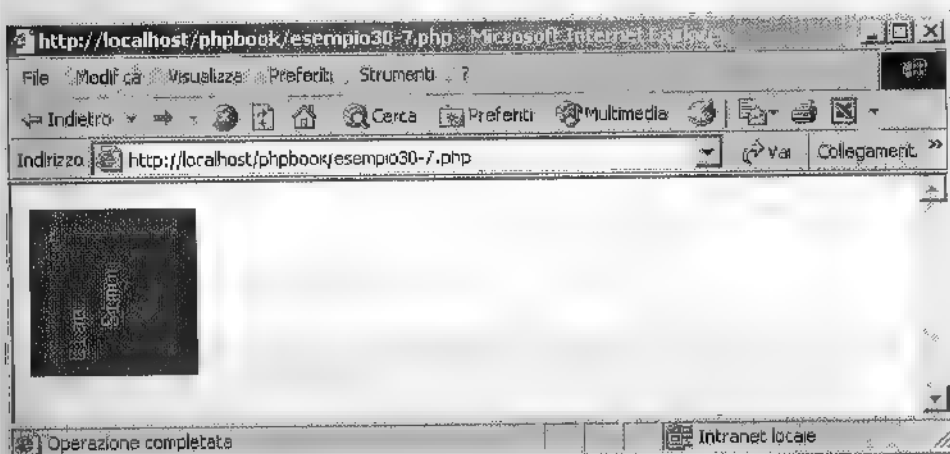 http://localhost/phpbook/esempio30-7.php - Microsoft Internet Explorer
File Modifica Visualizza Preferiti Strumenti ?
Indietro Cerca Preferiti Multimedia
Indirizzo http://localhost/phpbook/esempio30-7.php Vai Collegamenti »
Operazione completata Intranet locale